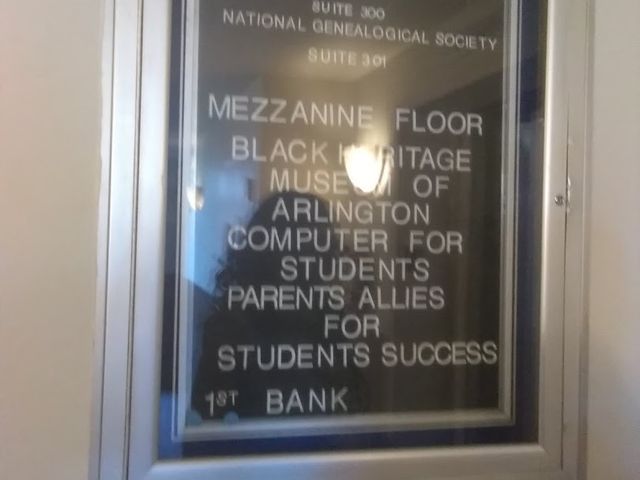 SUITE 300
NATIONAL GENEALOGICAL SOCIETY
SUITE 301
MEZZANINE FLOOR
BLACK HERITAGE
MUSEUM OF
ARLINGTON
COMPUTER FOR
STUDENTS
PARENTS ALLIES
FOR
STUDENTS SUCCESS
1ST BANK